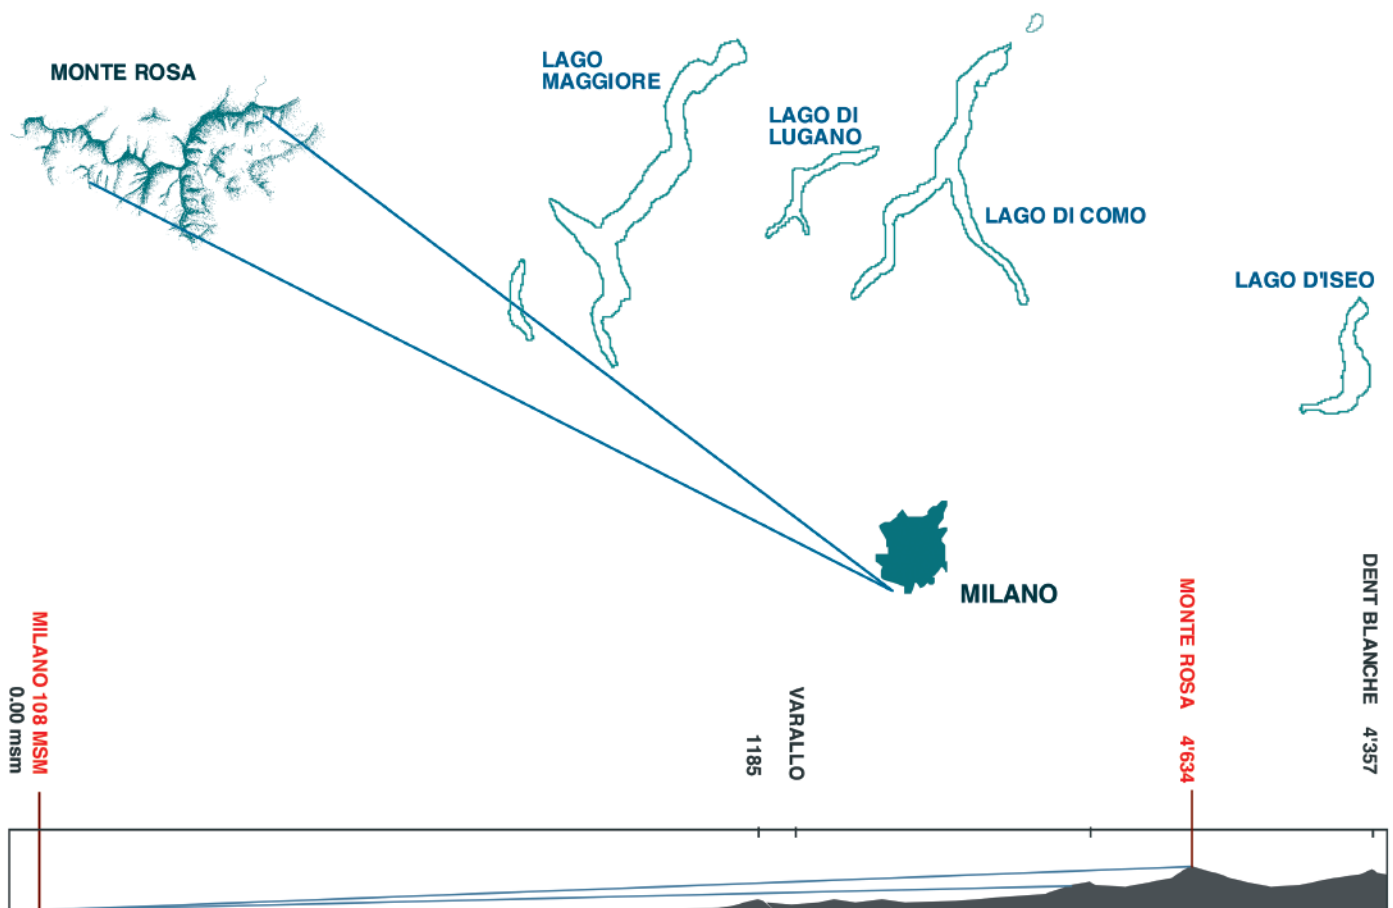 MONTE ROSA
LAGO
MAGGIORE
LAGO DI
LUGANO
LAGO DI COMO
LAGO D'ISEO
MILANO
0.00 msm
MILANO 108 MSM
1185
VARALLO
MONTE ROSA 4'634
DENT BLANCHE 4'357